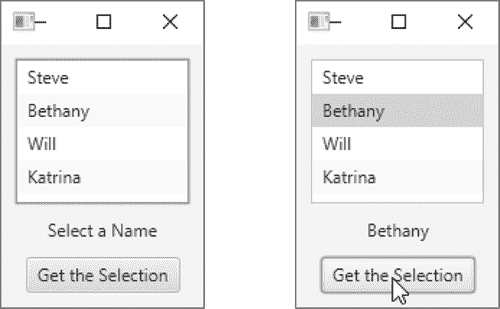 Steve
Bethany
Will
Katrina
Select a Name
Get the Selection
Steve
Bethany
Will
Katrina
Bethany
Get the Selection